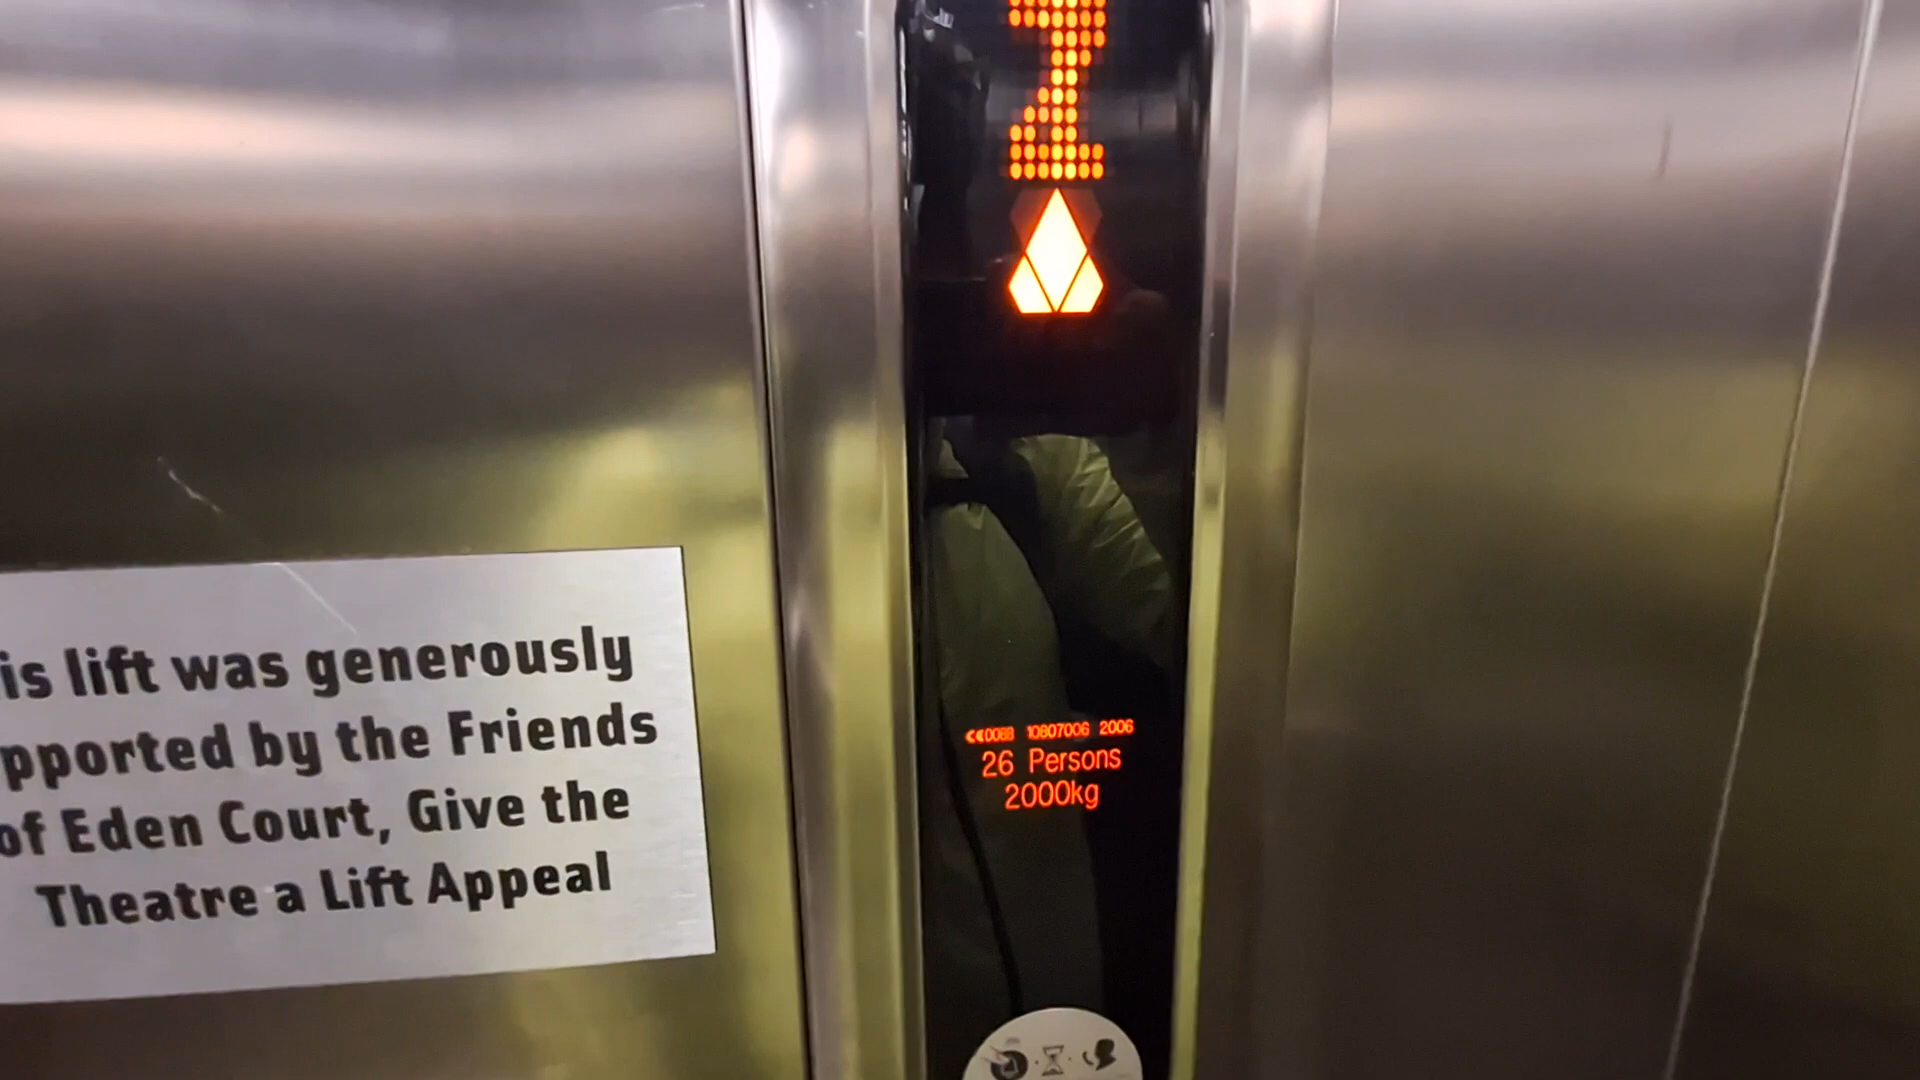 is lift was generously
pported by the Friends
of Eden Court, Give the
Theatre a Lift Appeal
CE0088 10807006 2006
26 Persons
2000kg